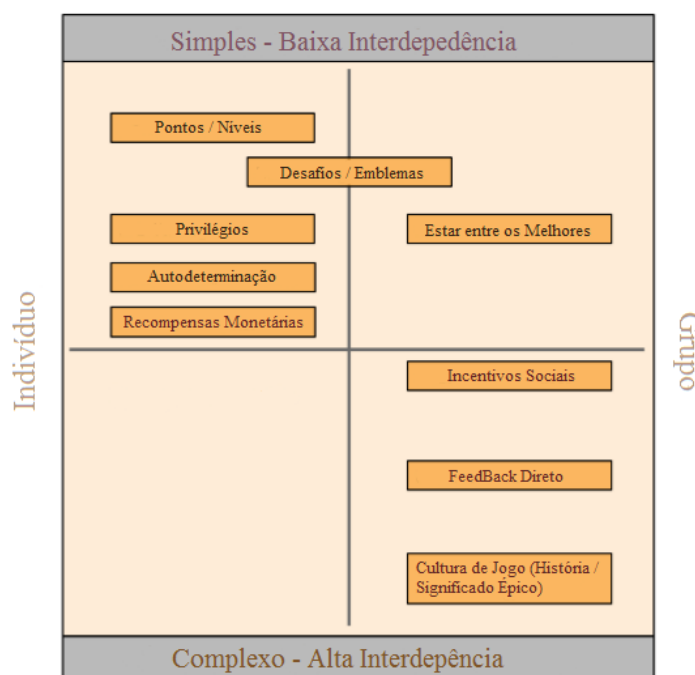 Simples - Baixa Interdepedência
Pontos / Niveis
Desafios / Emblemas
Privilégios
Estar entre os Melhores
Autodeterminação
Recompensas Monetárias
Indivíduo
Grupo
Incentivos Sociais
FeedBack Direto
Cultura de Jogo (História /
Significado Épico)
Complexo - Alta Interdepência